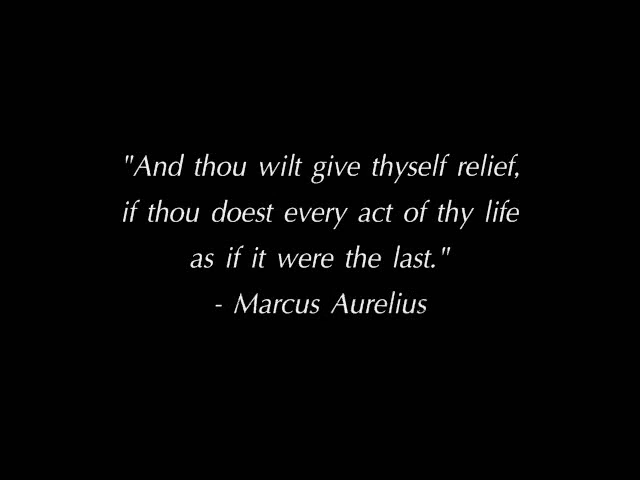 "And thou wilt give thyself relief,
if thou doest every act of thy life
as if it were the last."
- Marcus Aurelius